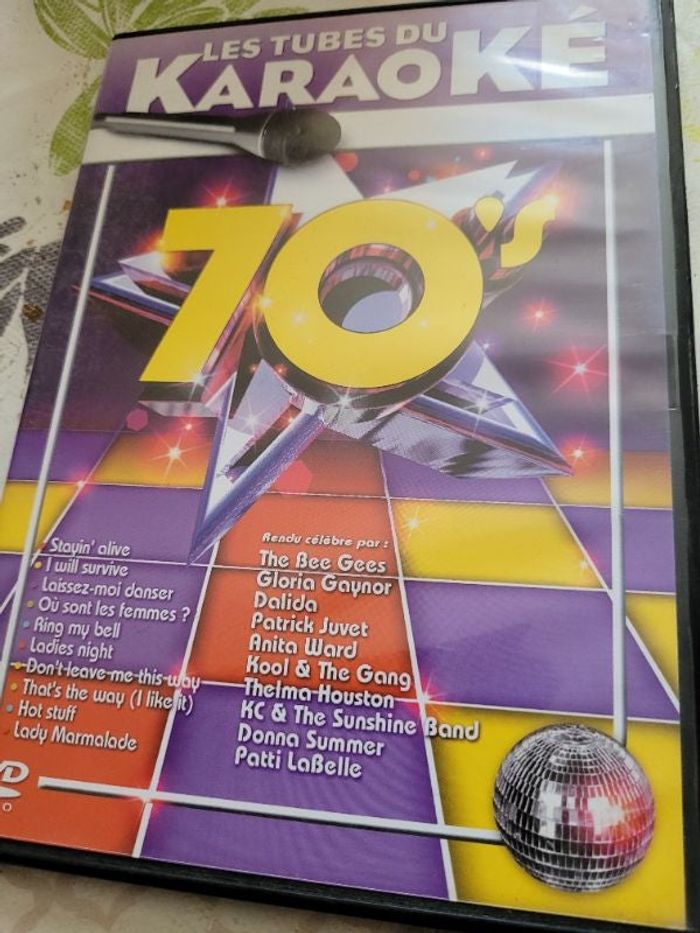 LES TUBES DU
KARAOKÉ
70's
Stayin' alive
I will survive
Laissez-moi danser
Où sont les femmes ?
Ring my bell
Ladies night
Don't leave me this way
That's the way (I like it)
Hot stuff
Lady Marmalade
Rendu célèbre par :
The Bee Gees
Gloria Gaynor
Dalida
Patrick Juvet
Anita Ward
Kool & The Gang
Thelma Houston
KC & The Sunshine Band
Donna Summer
Patti LaBelle